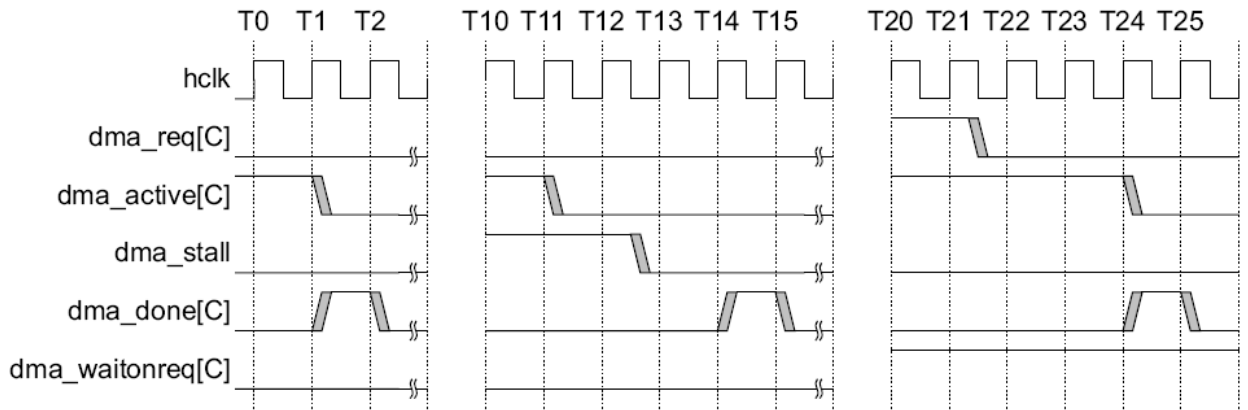 T0 T1 T2 T10 T11 T12 T13 T14 T15 T20 T21 T22 T23 T24 T25
hclk
dma_req[C]
dma_active[C]
dma_stall
dma_done[C]
dma_waitonreq[C]